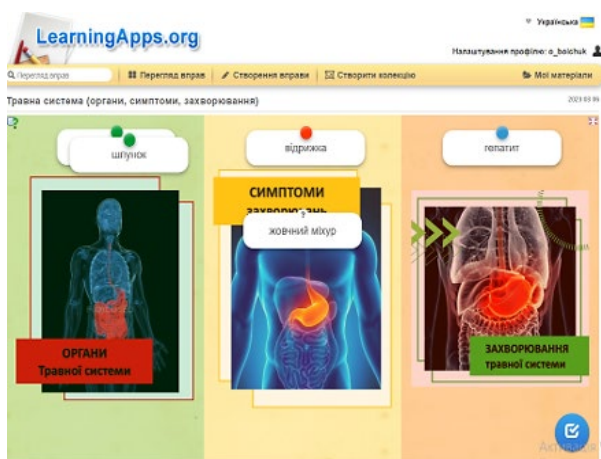 Українська
LearningApps.org
Налаштування профілю: o_boichuk
Перегляд вправ
Перегляд вправ
Створення вправи
Створити колекцію
Мої матеріали
Травна система (органи, симптоми, захворювання)
шлунок
відрижка
гепатит
СИМПТОМИ
захворювань
?
жовчний міхур
ОРГАНИ
Травної системи
ЗАХВОРЮВАННЯ
травної системи